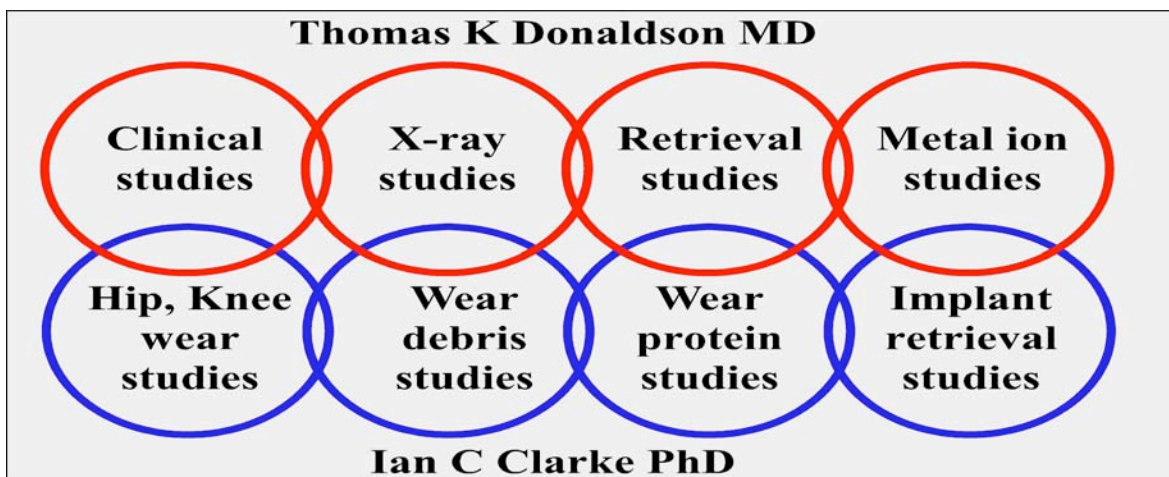 Thomas K Donaldson MD
Clinical
studies
X-ray
studies
Retrieval
studies
Metal ion
studies
Hip, Knee
wear
studies
Wear
debris
studies
Wear
protein
studies
Implant
retrieval
studies
Ian C Clarke PhD